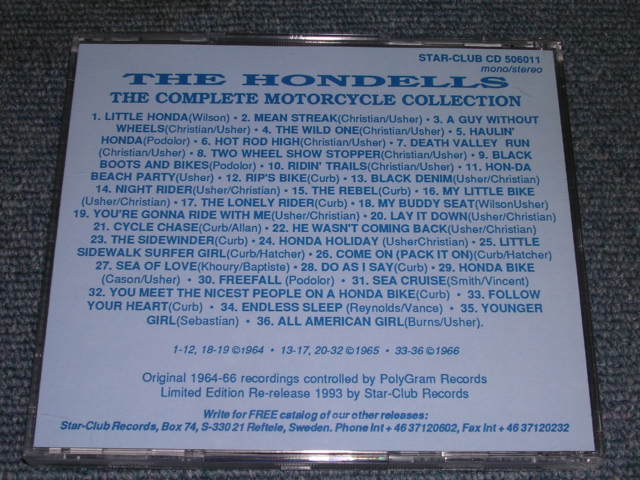 STAR-CLUB CD 506011
mono/stereo
THE HONDELLS
THE COMPLETE MOTORCYCLE COLLECTION
1. LITTLE HONDA(Wilson) • 2. MEAN STREAK(Christian/Usher) • 3. A GUY WITHOUT
WHEELS(Christian/Usher) • 4. THE WILD ONE(Christian/Usher) • 5. HAULIN'
HONDA(Podolor) • 6. HOT ROD HIGH(Christian/Usher) • 7. DEATH VALLEY RUN
(Christian/Usher) • 8. TWO WHEEL SHOW STOPPER(Christian/Usher) • 9. BLACK
BOOTS AND BIKES(Podolor) • 10. RIDIN' TRAILS(Christian/Usher) • 11. HON-DA
BEACH PARTY(Usher) • 12. RIP'S BIKE(Curb) • 13. BLACK DENIM(Usher/Christian)
• 14. NIGHT RIDER(Usher/Christian) • 15. THE REBEL(Curb) • 16. MY LITTLE BIKE
(Usher/Christian) • 17. THE LONELY RIDER(Curb) • 18. MY BUDDY SEAT(WilsonUsher)
19. YOU'RE GONNA RIDE WITH ME(Usher/Christian) • 20. LAY IT DOWN(Usher/Christian)
21. CYCLE CHASE(Curb/Allan) • 22. HE WASN'T COMING BACK(Usher/Christian)
23. THE SIDEWINDER(Curb) • 24. HONDA HOLIDAY (UsherChristian) • 25. LITTLE
SIDEWALK SURFER GIRL(Curb/Hatcher) • 26. COME ON (PACK IT ON)(Curb/Hatcher)
27. SEA OF LOVE(Khoury/Baptiste) • 28. DO AS I SAY(Curb) • 29. HONDA BIKE
(Cason/Usher) • 30. FREEFALL (Podolor) • 31. SEA CRUISE(Smith/Vincent)
32. YOU MEET THE NICEST PEOPLE ON A HONDA BIKE(Curb) • 33. FOLLOW
YOUR HEART(Curb) • 34. ENDLESS SLEEP (Reynolds/Vance) • 35. YOUNGER
GIRL(Sebastian) • 36. ALL AMERICAN GIRL(Burns/Usher).
1-12, 18-19 ©1964 • 13-17, 20-32 ©1965 • 33-36 ©1966
Original 1964-66 recordings controlled by PolyGram Records
Limited Edition Re-release 1993 by Star-Club Records
Write for FREE catalog of our other releases:
Star-Club Records, Box 74, S-330 21 Reftele, Sweden. Phone Int + 46 37120602, Fax Int + 46 37120232